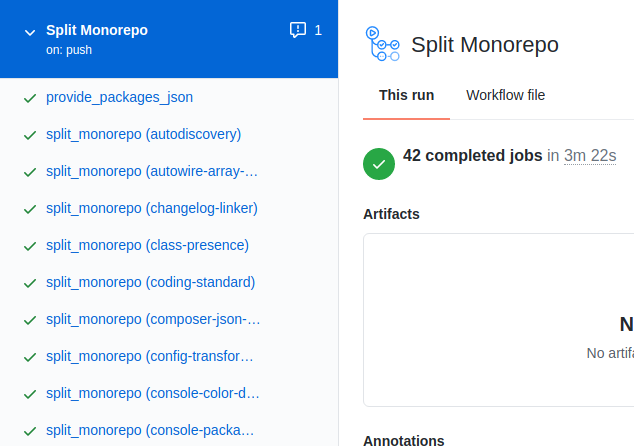 Split Monorepo
1
on: push
provide_packages_json
split_monorepo (autodiscovery)
split_monorepo (autowire-array-…
split_monorepo (changelog-linker)
split_monorepo (class-presence)
split_monorepo (coding-standard)
split_monorepo (composer-json-…
split_monorepo (config-transfor…
split_monorepo (console-color-d…
split_monorepo (console-packa…
Split Monorepo
This run Workflow file
42 completed jobs in 3m 22s
Artifacts
N
No artifa
Annotations